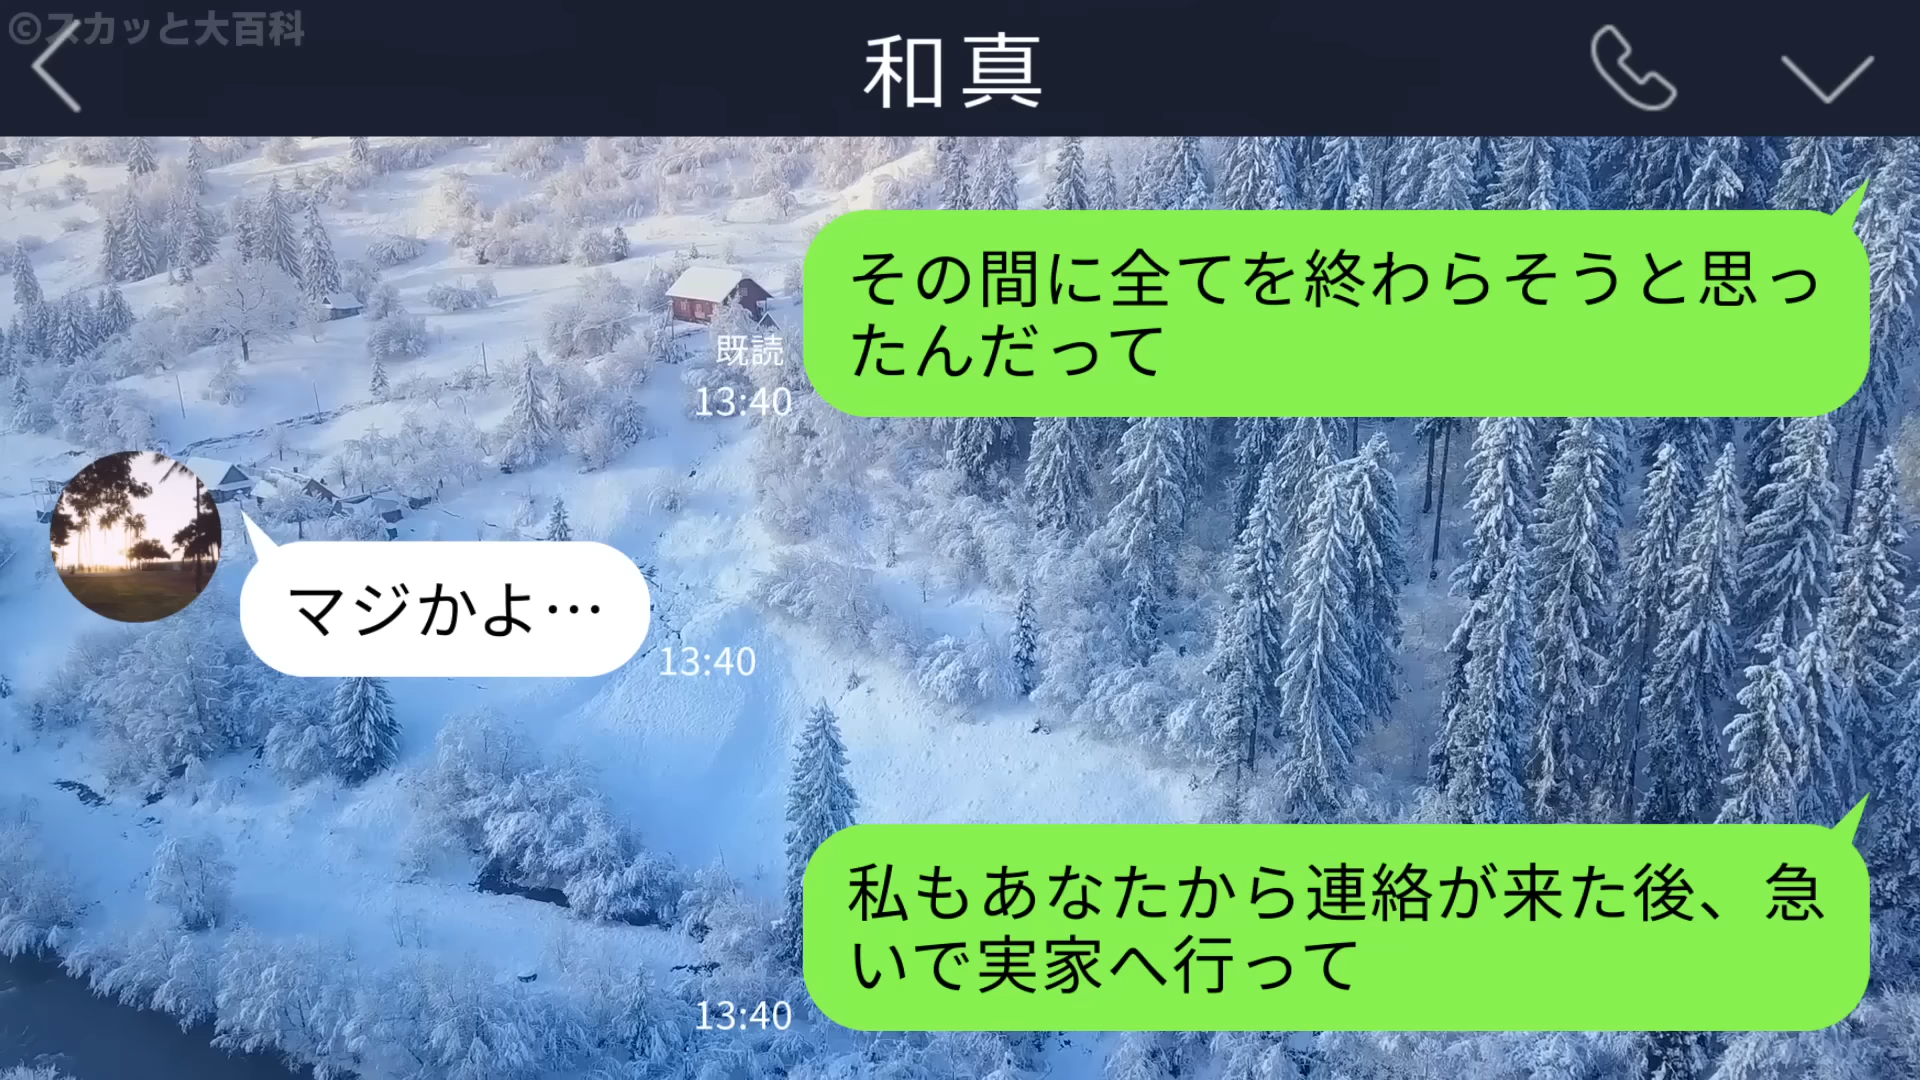 ©スカッと大百科
和真
その間に全てを終わらそうと思っ
たんだって
既読
13:40
マジかよ…
13:40
私もあなたから連絡が来た後、急
いで実家へ行って
13:40